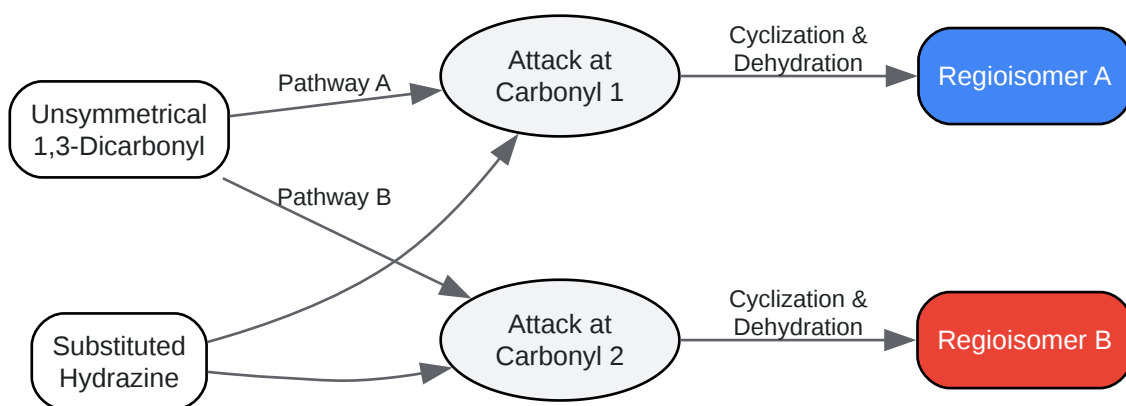 Unsymmetrical
1,3-Dicarbonyl
Pathway A
Attack at
Carbonyl 1
Cyclization &
Dehydration
Regioisomer A
Pathway B
Substituted
Hydrazine
Attack at
Carbonyl 2
Cyclization &
Dehydration
Regioisomer B